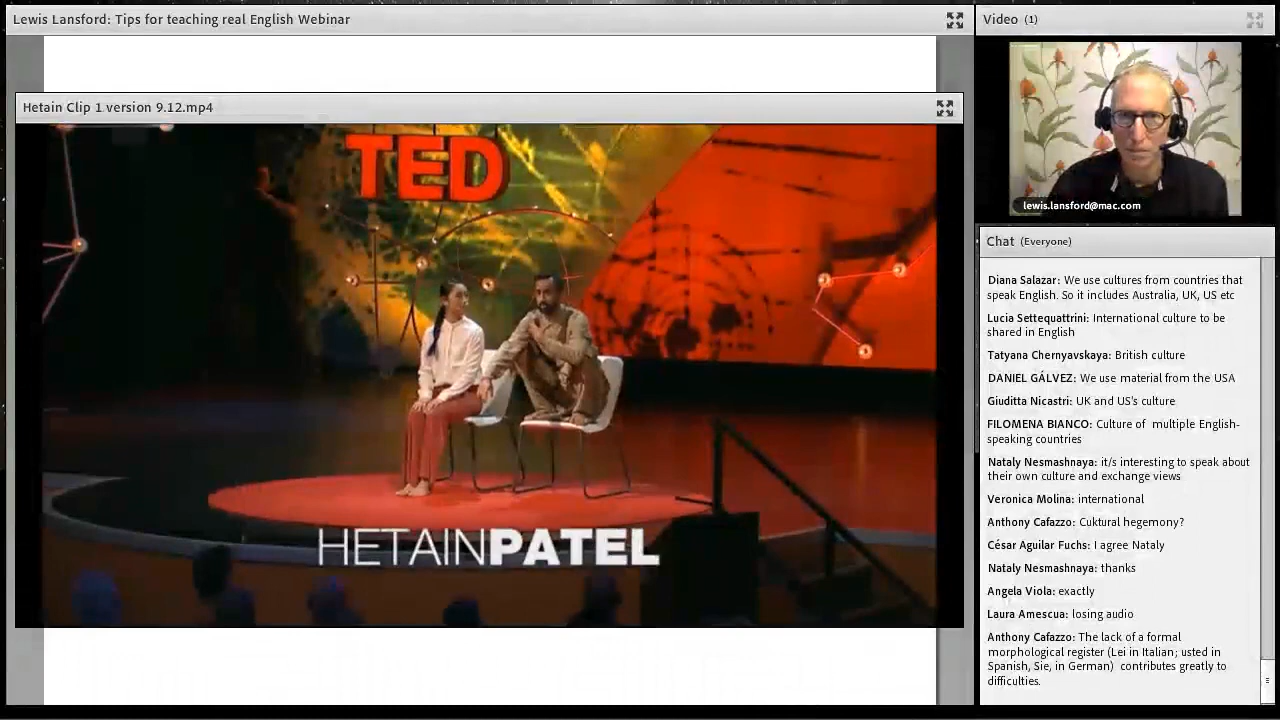 Lewis Lansford: Tips for teaching real English Webinar
Hetain Clip 1 version 9.12.mp4
TED
HETAINPATEL
Video (1)
lewis.lansford@mac.com
Chat (Everyone)
Diana Salazar: We use cultures from countries that
speak English. So it includes Australia, UK, US etc
Lucia Settequattrini: International culture to be
shared in English
Tatyana Chernyavskaya: British culture
DANIEL GÁLVEZ: We use material from the USA
Giuditta Nicastri: UK and US's culture
FILOMENA BIANCO: Culture of multiple English-
speaking countries
Nataly Nesmashnaya: it/s interesting to speak about
their own culture and exchange views
Veronica Molina: international
Anthony Cafazzo: Cuktural hegemony?
César Aguilar Fuchs: I agree Nataly
Nataly Nesmashnaya: thanks
Angela Viola: exactly
Laura Amescua: losing audio
Anthony Cafazzo: The lack of a formal
morphological register (Lei in Italian; usted in
Spanish, Sie, in German) contributes greatly to
difficulties.